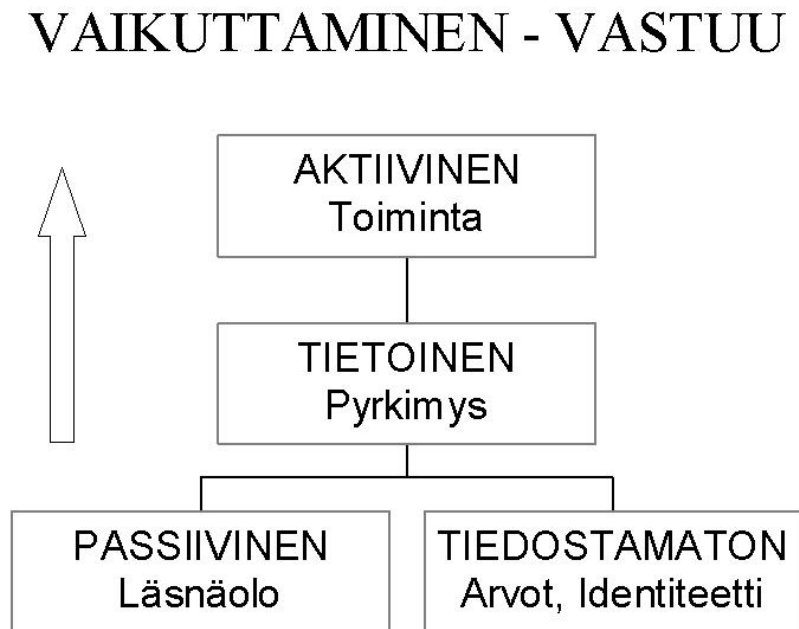 VAIKUTTAMINEN - VASTUU
AKTIIVINEN
Toiminta
TIETOINEN
Pyrkimys
PASSIIVINEN
Läsnäolo
TIEDOSTAMATON
Arvot, Identiteetti